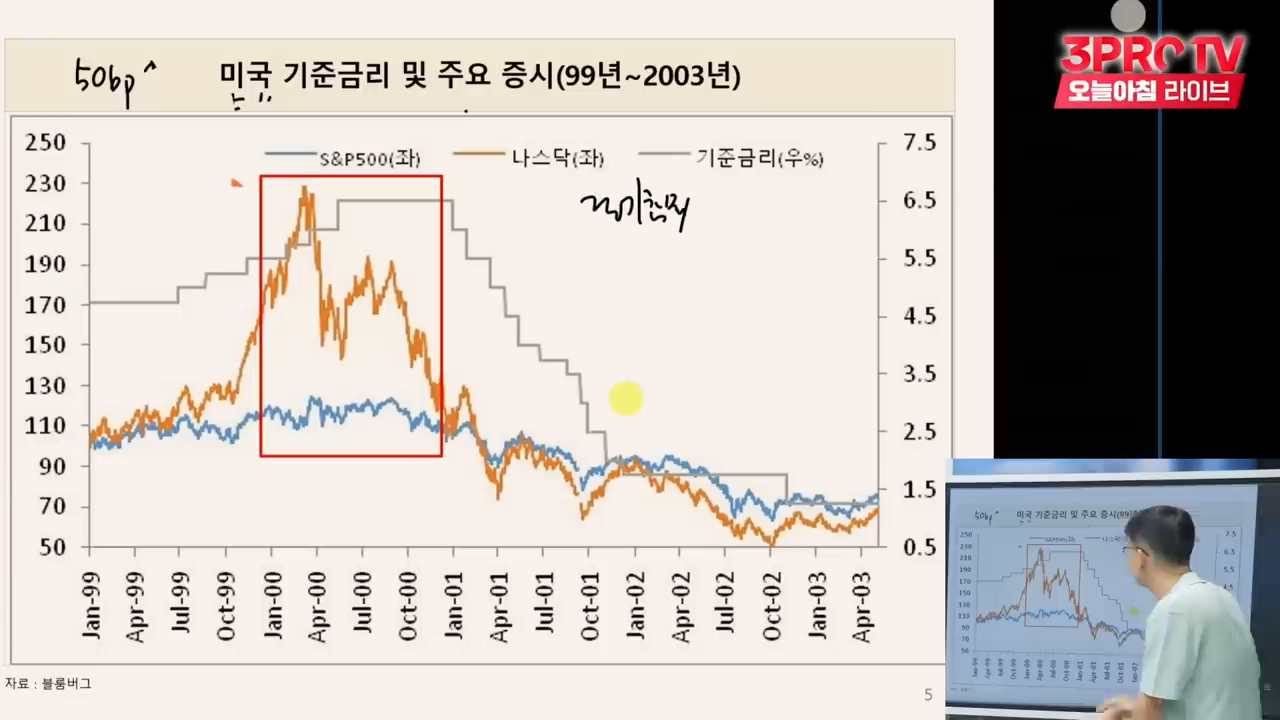 3PRO TV
오늘아침 라이브
50bp^ 미국 기준금리 및 주요 증시(99년~2003년)
S&P500(좌) 나스닥(좌) 기준금리(우%)
250 7.5
230
210 6.5
190 5.5
170
150 4.5
130 3.5
110
90 2.5
70 1.5
50 0.5
Jan-99 Apr-99 Jul-99 Oct-99 Jan-00 Apr-00 Jul-00 Oct-00 Jan-01 Apr-01 Jul-01 Oct-01 Jan-02 Apr-02 Jul-02 Oct-02 Jan-03 Apr-03
자료 : 블룸버그
5